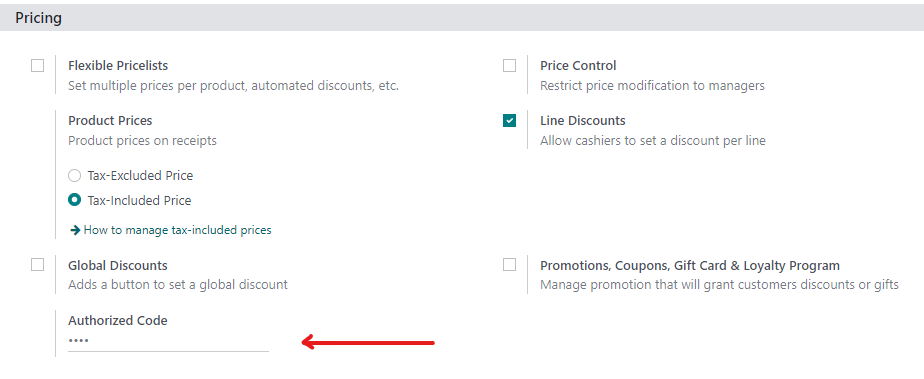 Pricing
Flexible Pricelists
Set multiple prices per product, automated discounts, etc.
Price Control
Restrict price modification to managers
Product Prices
Product prices on receipts
Line Discounts
Allow cashiers to set a discount per line
Tax-Excluded Price
Tax-Included Price
How to manage tax-included prices
Global Discounts
Adds a button to set a global discount
Promotions, Coupons, Gift Card & Loyalty Program
Manage promotion that will grant customers discounts or gifts
Authorized Code
••••